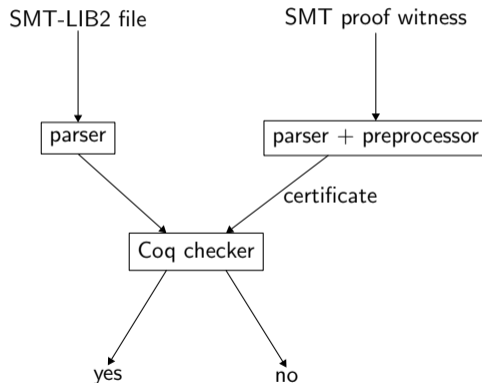 SMT-LIB2 file
SMT proof witness
parser
parser + preprocessor
certificate
Coq checker
yes
no